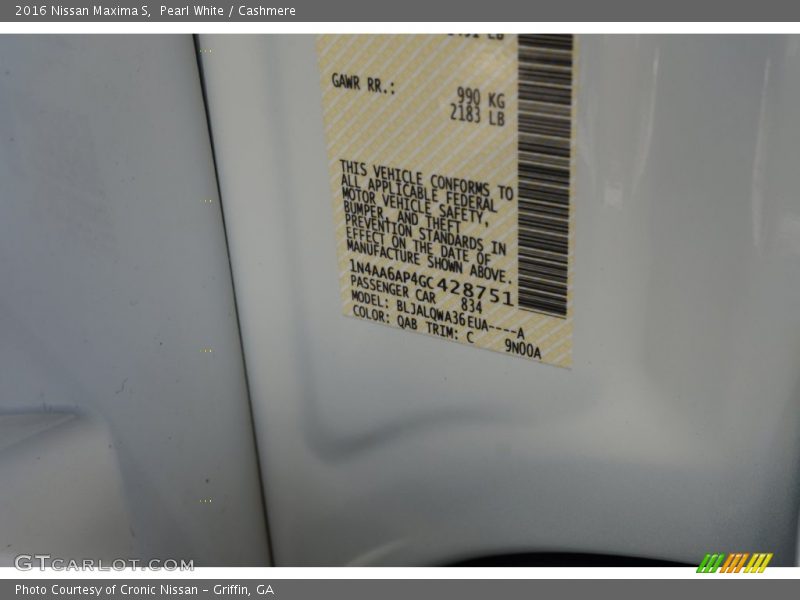 2016 Nissan Maxima S, Pearl White / Cashmere
GAWR RR.: 990 KG
2183 LB
THIS VEHICLE CONFORMS TO
ALL APPLICABLE FEDERAL
MOTOR VEHICLE SAFETY,
BUMPER, AND THEFT
PREVENTION STANDARDS IN
EFFECT ON THE DATE OF
MANUFACTURE SHOWN ABOVE.
1N4AA6AP4GC428751
PASSENGER CAR 834
MODEL: BLJALQWA36EUA----A
COLOR: QAB TRIM: C 9N00A
GTCARLOT.COM
Photo Courtesy of Cronic Nissan - Griffin, GA